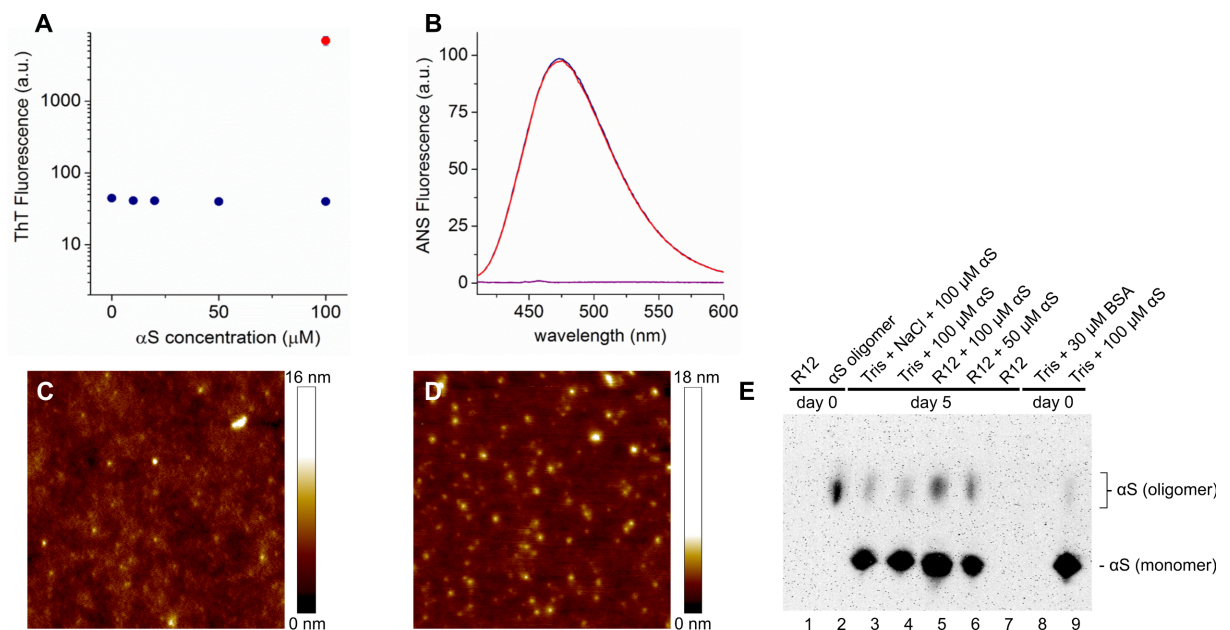 A
ThT Fluorescence (a.u.)
1000
100
10
0
50
100
αS concentration (μM)
B
ANS Fluorescence (a.u.)
100
75
50
25
0
450
500
550
600
wavelength (nm)
C
16 nm
0 nm
D
18 nm
0 nm
E
R12
αS oligomer
Tris + NaCl + 100 μM αS
Tris + 100 μM αS
R12 + 100 μM αS
R12 + 50 μM αS
R12
Tris + 30 μM BSA
Tris + 100 μM αS
day 0
day 5
day 0
- αS (oligomer)
- αS (monomer)
1 2 3 4 5 6 7 8 9